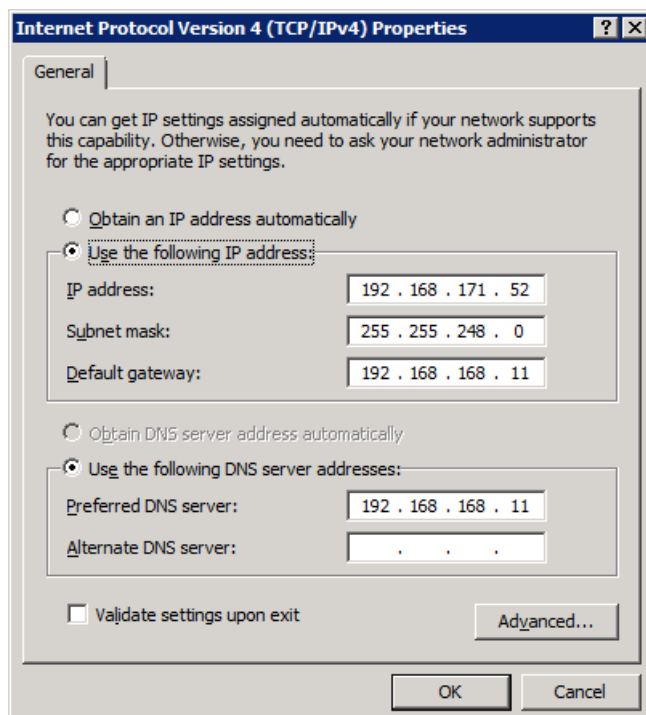 Internet Protocol Version 4 (TCP/IPv4) Properties
General
You can get IP settings assigned automatically if your network supports
this capability. Otherwise, you need to ask your network administrator
for the appropriate IP settings.
Obtain an IP address automatically
Use the following IP address:
IP address: 192 . 168 . 171 . 52
Subnet mask: 255 . 255 . 248 . 0
Default gateway: 192 . 168 . 168 . 11
Obtain DNS server address automatically
Use the following DNS server addresses:
Preferred DNS server: 192 . 168 . 168 . 11
Alternate DNS server: . . .
Validate settings upon exit
Advanced...
OK Cancel